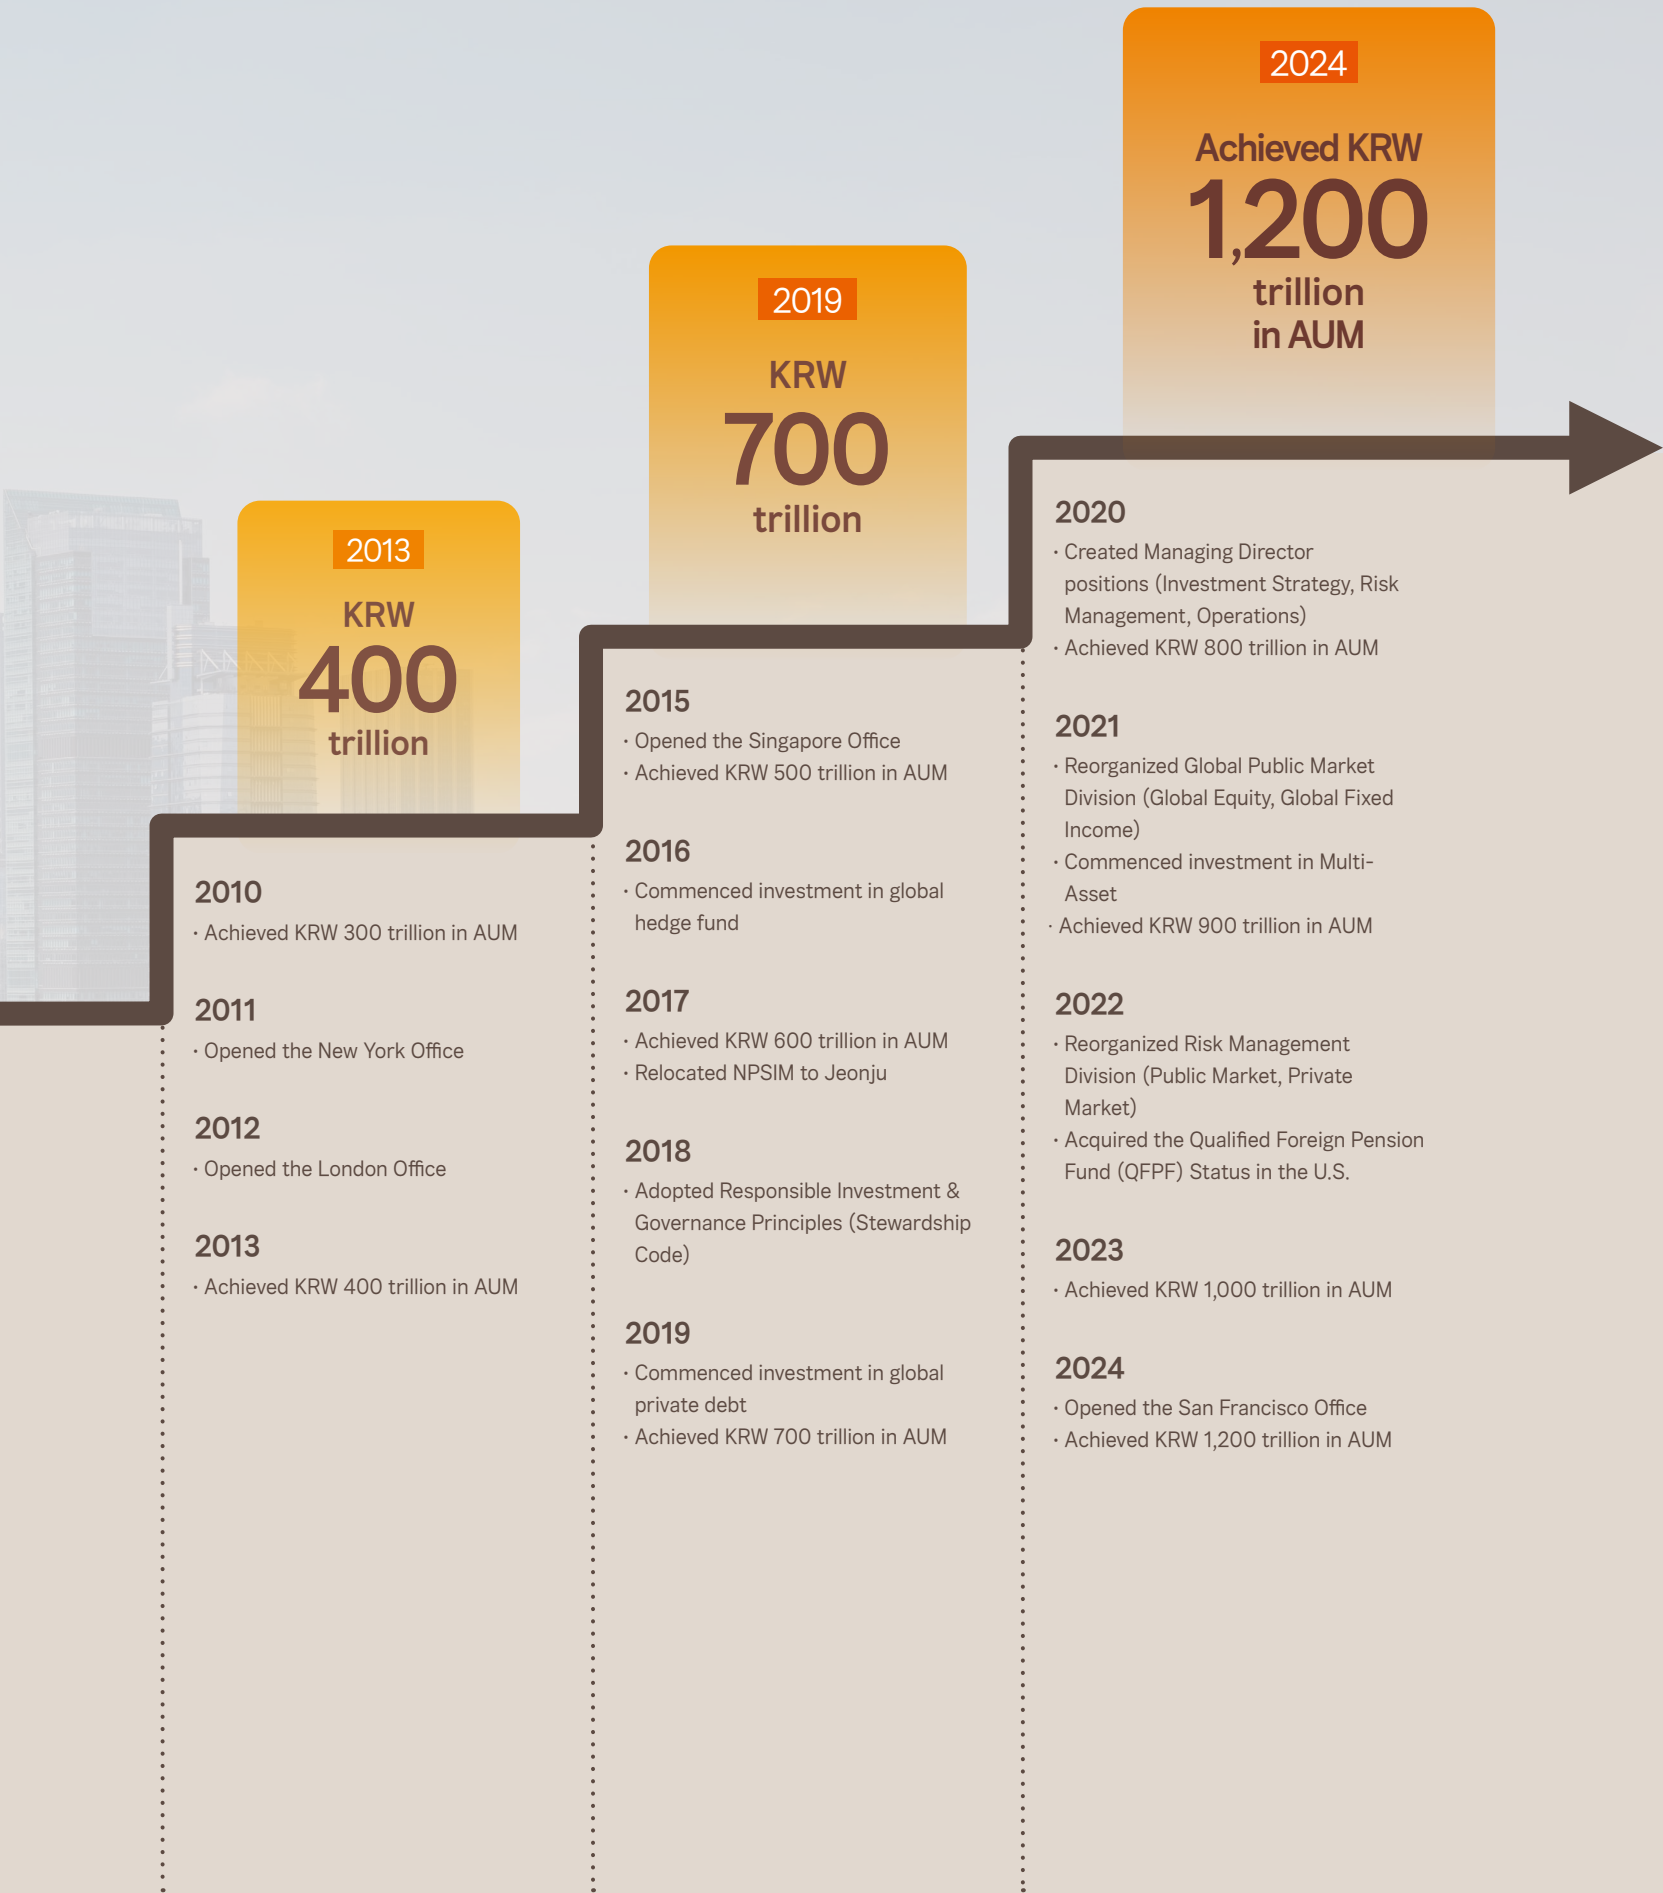 2013
KRW
400
trillion
2010
· Achieved KRW 300 trillion in AUM
2011
· Opened the New York Office
2012
· Opened the London Office
2013
· Achieved KRW 400 trillion in AUM
2019
KRW
700
trillion
2015
· Opened the Singapore Office
· Achieved KRW 500 trillion in AUM
2016
· Commenced investment in global
hedge fund
2017
· Achieved KRW 600 trillion in AUM
· Relocated NPSIM to Jeonju
2018
· Adopted Responsible Investment &
Governance Principles (Stewardship
Code)
2019
· Commenced investment in global
private debt
· Achieved KRW 700 trillion in AUM
2024
Achieved KRW
1,200
trillion
in AUM
2020
· Created Managing Director
positions (Investment Strategy, Risk
Management, Operations)
· Achieved KRW 800 trillion in AUM
2021
· Reorganized Global Public Market
Division (Global Equity, Global Fixed
Income)
· Commenced investment in Multi-
Asset
· Achieved KRW 900 trillion in AUM
2022
· Reorganized Risk Management
Division (Public Market, Private
Market)
· Acquired the Qualified Foreign Pension
Fund (QFPF) Status in the U.S.
2023
· Achieved KRW 1,000 trillion in AUM
2024
· Opened the San Francisco Office
· Achieved KRW 1,200 trillion in AUM